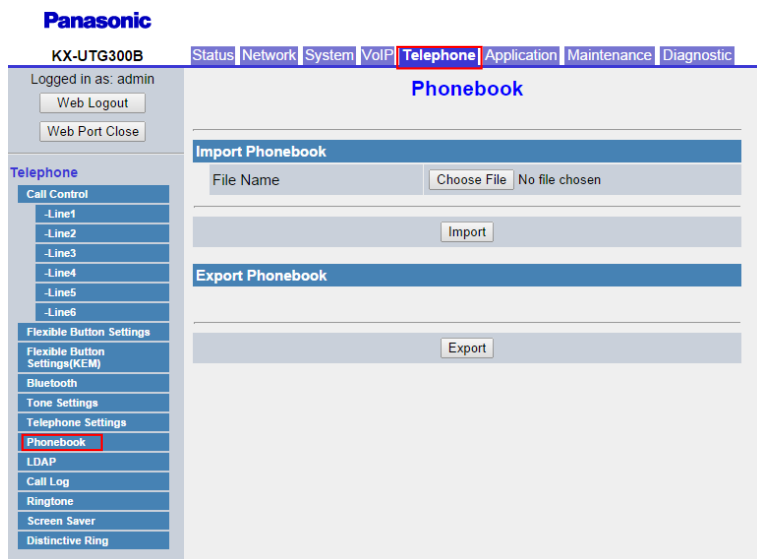 Panasonic
KX-UTG300B
Status Network System VoIP Telephone Application Maintenance Diagnostic
Logged in as: admin
Web Logout
Web Port Close
Telephone
Call Control
-Line1
-Line2
-Line3
-Line4
-Line5
-Line6
Flexible Button Settings
Flexible Button
Settings(KEM)
Bluetooth
Tone Settings
Telephone Settings
Phonebook
LDAP
Call Log
Ringtone
Screen Saver
Distinctive Ring
Phonebook
Import Phonebook
File Name Choose File No file chosen
Import
Export Phonebook
Export